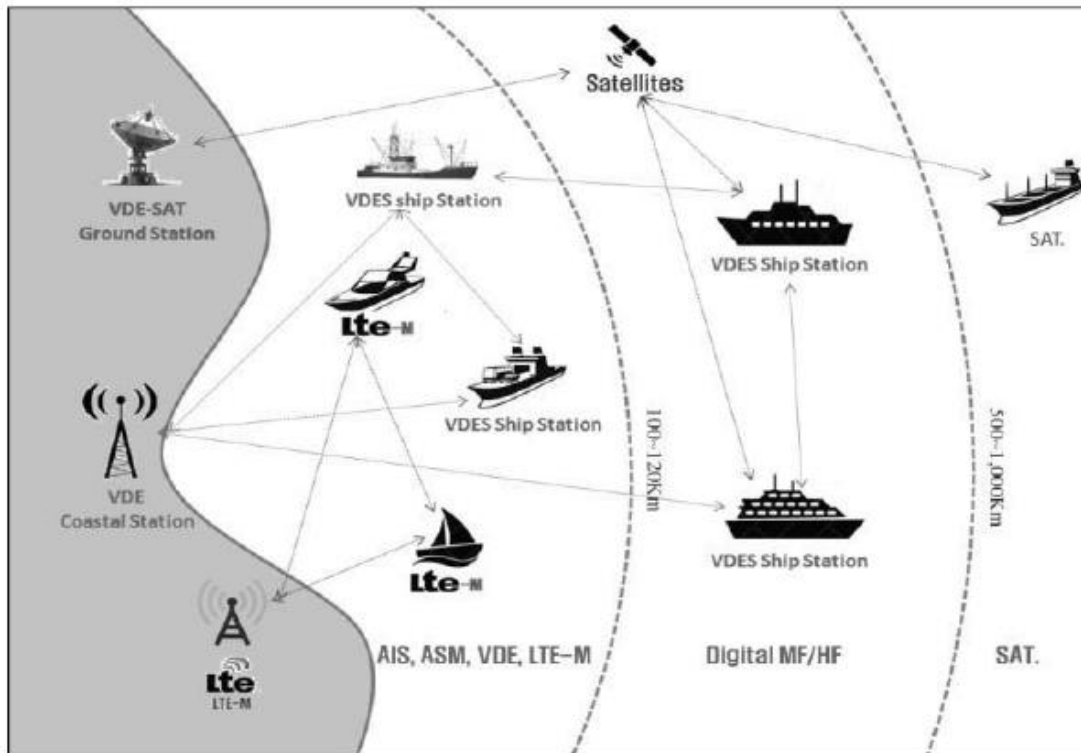 Satellites
VDE-SAT
Ground Station
VDES ship Station
VDES Ship Station
SAT.
Lte-M
VDES Ship Station
100~120Km
500~1,000Km
VDE
Coastal Station
VDES Ship Station
Lte-M
Lte
LTE-M
AIS, ASM, VDE, LTE-M
Digital MF/HF
SAT.